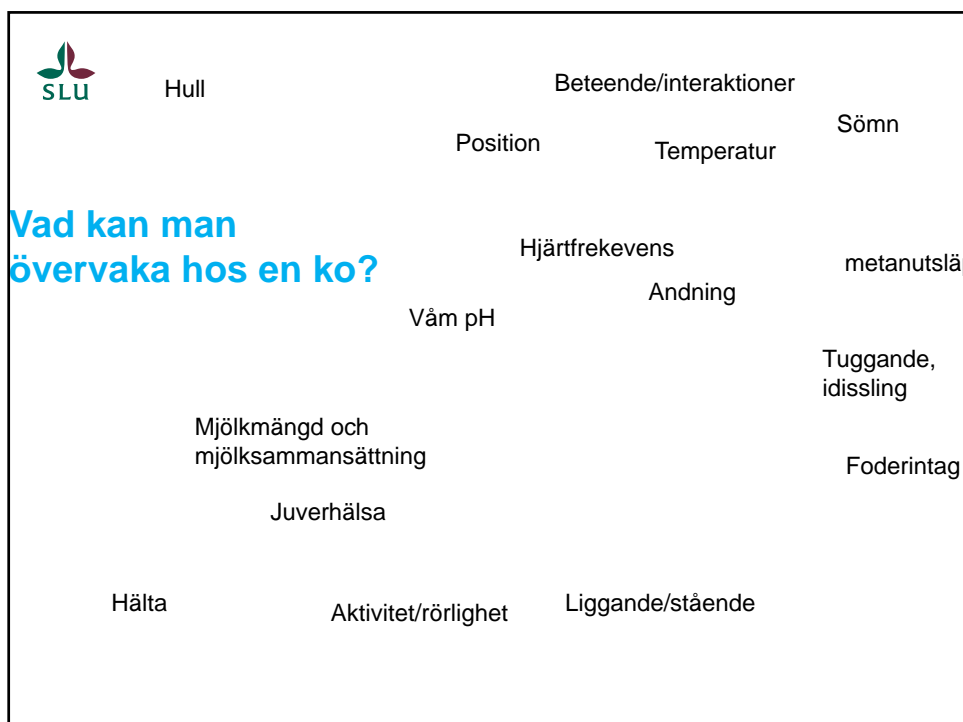 SLU
Hull
Beteende/interaktioner
Sömn
Position
Temperatur
Vad kan man
övervaka hos en ko?
Hjärtfrekevens
metanutslä
Andning
Våm pH
Tuggande,
idissling
Mjölkmängd och
mjölksammansättning
Foderintag
Juverhälsa
Hälta
Aktivitet/rörlighet
Liggande/stående